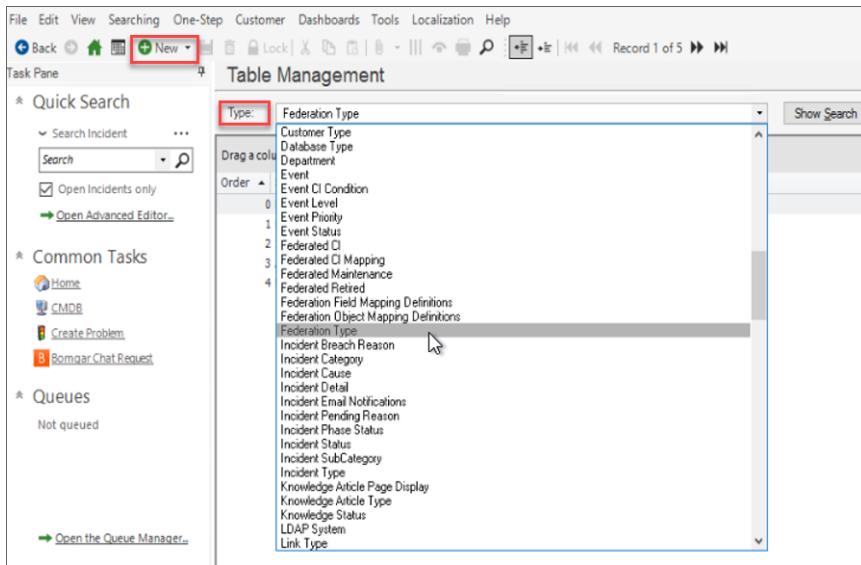 File Edit View Searching One-Step Customer Dashboards Tools Localization Help
Back New Lock Record 1 of 5
Task Pane
Table Management
Quick Search
Type: Federation Type Show Search
Search Incident
Search
Open Incidents only
Open Advanced Editor...
Common Tasks
Home
CMDB
Create Problem
Bomgar Chat Request
Queues
Not queued
Open the Queue Manager...
Drag a colu
Order
0
1
2
3
4
Customer Type
Database Type
Department
Event
Event CI Condition
Event Level
Event Priority
Event Status
Federated CI
Federated CI Mapping
Federated Maintenance
Federated Retired
Federation Field Mapping Definitions
Federation Object Mapping Definitions
Federation Type
Incident Breach Reason
Incident Category
Incident Cause
Incident Detail
Incident Email Notifications
Incident Pending Reason
Incident Phase Status
Incident Status
Incident SubCategory
Incident Type
Knowledge Article Page Display
Knowledge Article Type
Knowledge Status
LDAP System
Link Type